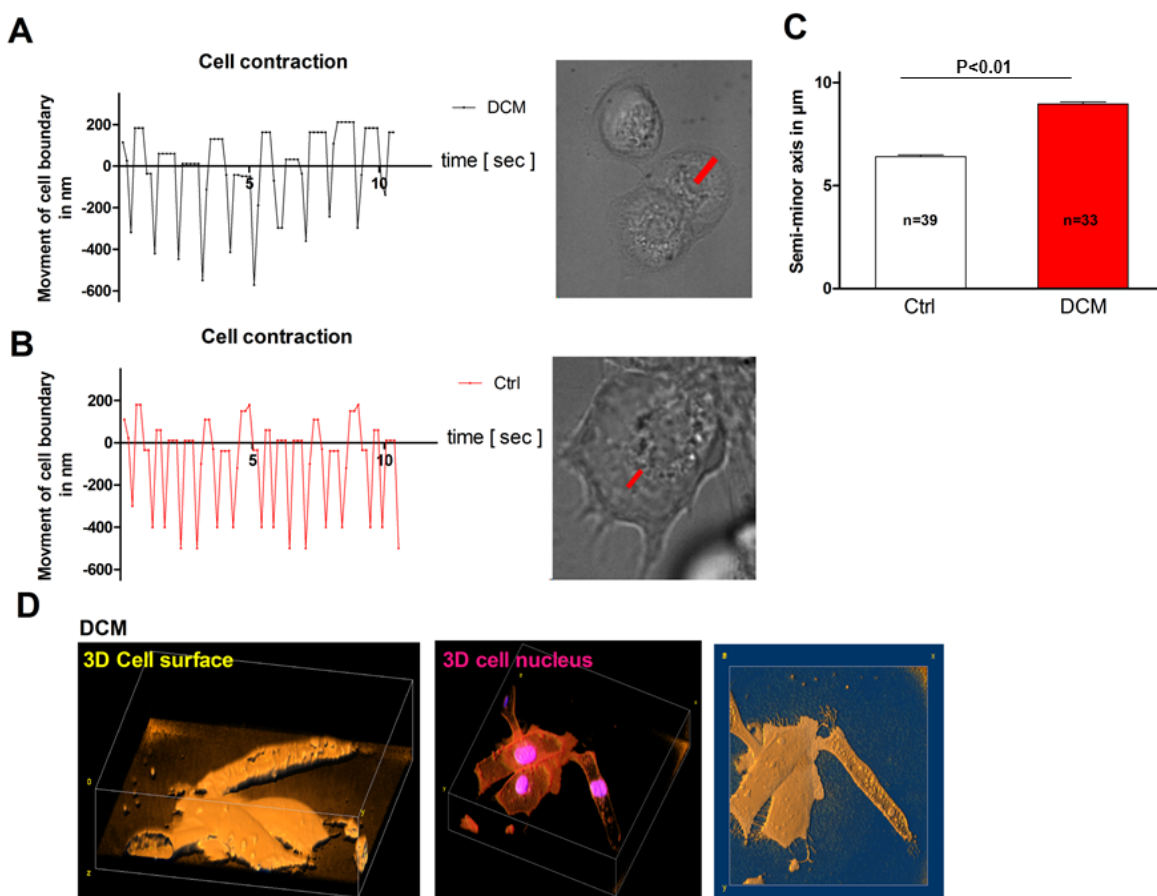 A
Cell contraction
Movment of cell boundary
in nm
200
0
-200
-400
-600
5
10
DCM
time [ sec ]
B
Cell contraction
Movment of cell boundary
in nm
200
0
-200
-400
-600
5
10
Ctrl
time [ sec ]
C
P<0.01
Semi-minor axis in µm
10
5
0
n=39
n=33
Ctrl
DCM
D
DCM
3D Cell surface
0
z
y
3D cell nucleus
z
x
y
x
y